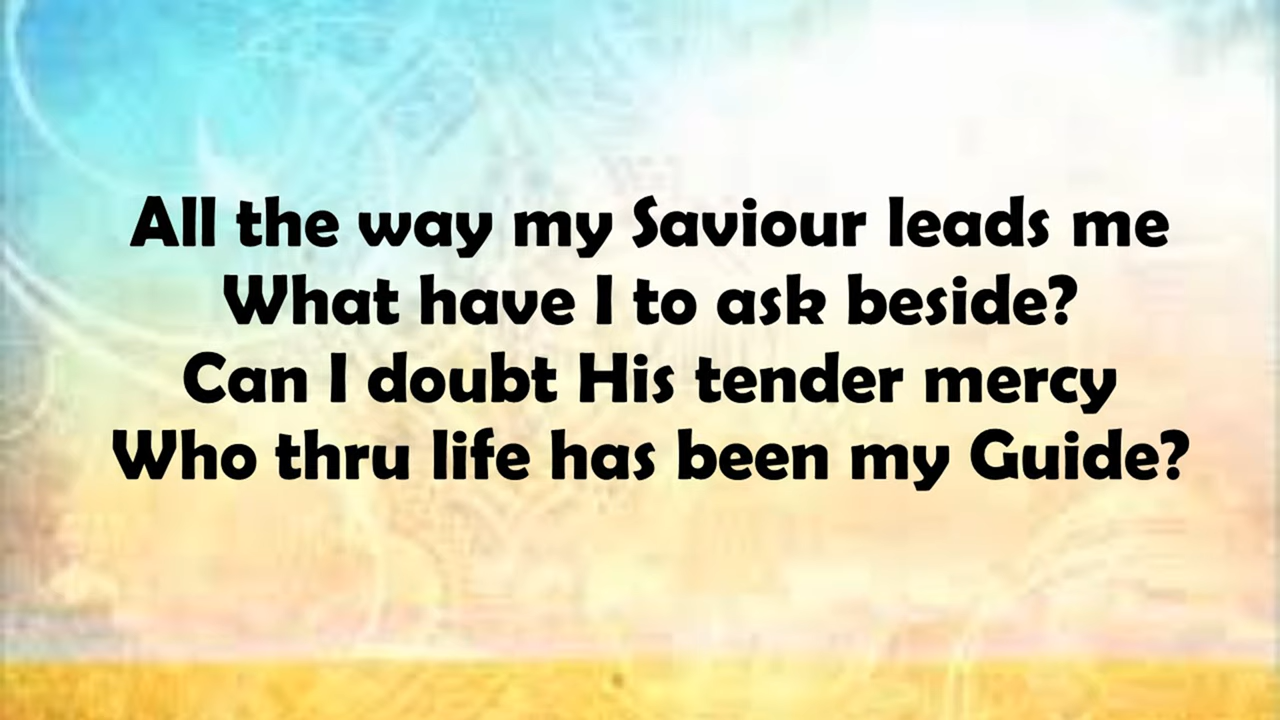 All the way my Saviour leads me
What have I to ask beside?
Can I doubt His tender mercy
Who thru life has been my Guide?